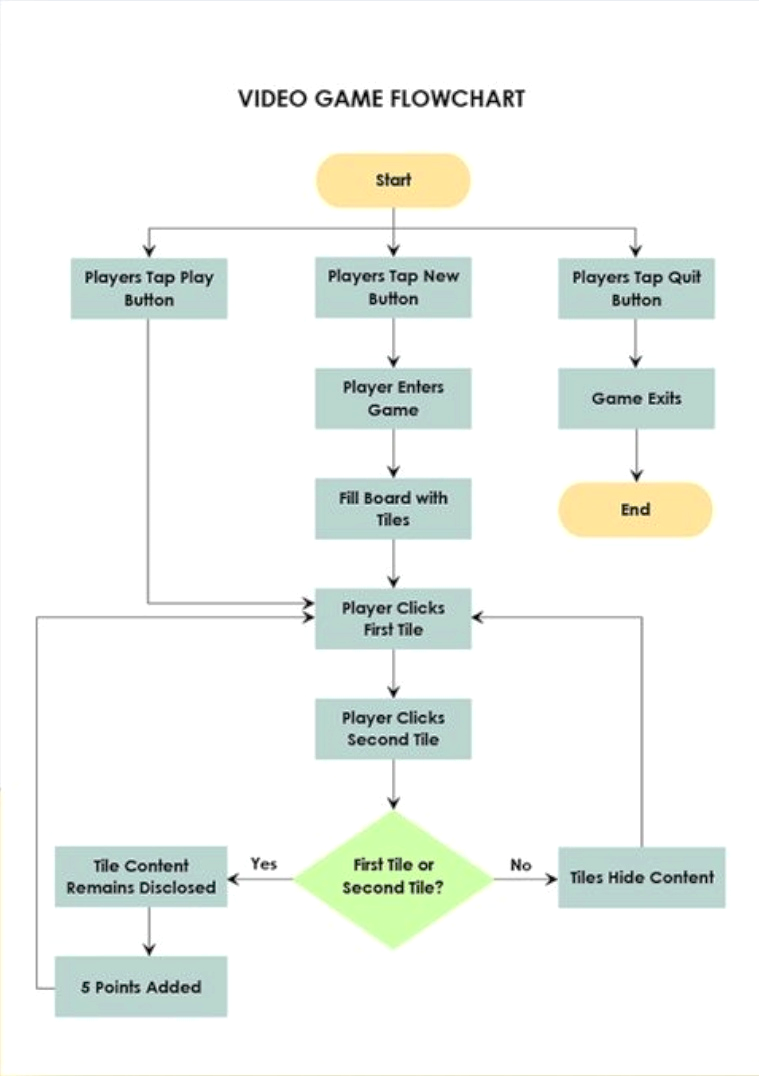 VIDEO GAME FLOWCHART
Start
Players Tap Play
Button
Players Tap New
Button
Players Tap Quit
Button
Player Enters
Game
Game Exits
Fill Board with
Tiles
End
Player Clicks
First Tile
Player Clicks
Second Tile
First Tile or
Second Tile?
Yes
No
Tile Content
Remains Disclosed
Tiles Hide Content
5 Points Added